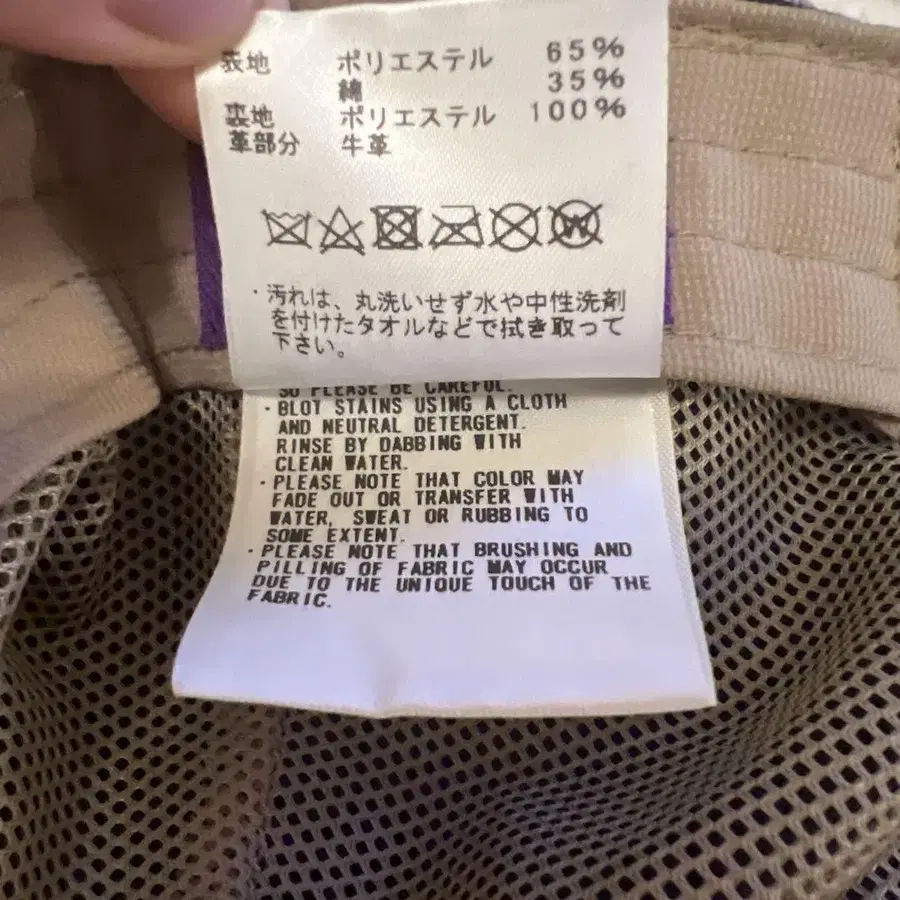 表地 ポリエステル 65%
綿 35%
裏地 ポリエステル 100%
革部分 牛革
W
・汚れは、丸洗いせず水や中性洗剤
を付けたタオルなどで拭き取って
下さい。
SO PLEASE BE CAREFUL.
・BLOT STAINS USING A CLOTH
AND NEUTRAL DETERGENT.
RINSE BY DABBING WITH
CLEAN WATER.
・PLEASE NOTE THAT COLOR MAY
FADE OUT OR TRANSFER WITH
WATER, SWEAT OR RUBBING TO
SOME EXTENT.
・PLEASE NOTE THAT BRUSHING AND
PILLING OF FABRIC MAY OCCUR
DUE TO THE UNIQUE TOUCH OF THE
FABRIC.